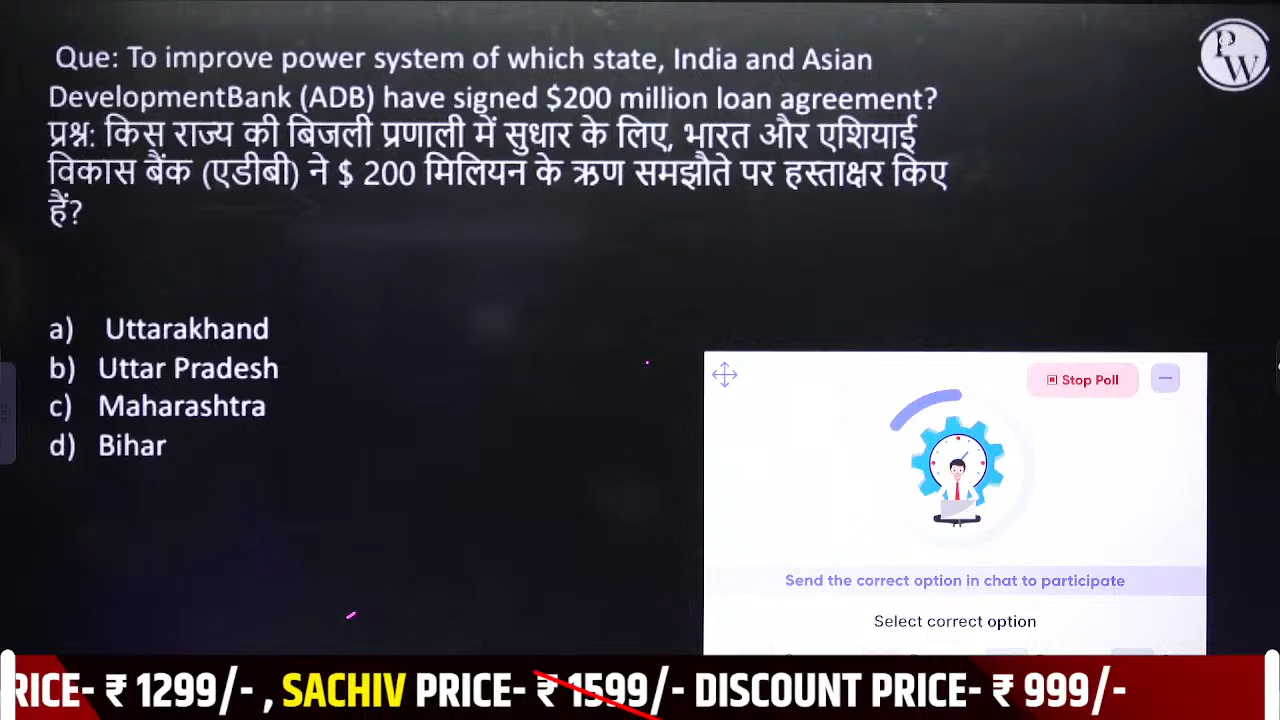 Que: To improve power system of which state, India and Asian
DevelopmentBank (ADB) have signed $200 million loan agreement?
प्रश्न: किस राज्य की बिजली प्रणाली में सुधार के लिए, भारत और एशियाई
विकास बैंक (एडीबी) ने $ 200 मिलियन के ऋण समझौते पर हस्ताक्षर किए
हैं?
a) Uttarakhand
b) Uttar Pradesh
c) Maharashtra
d) Bihar
PW
Stop Poll
Send the correct option in chat to participate
Select correct option
RICE- ₹ 1299/- , SACHIV PRICE- ₹ 1599/- DISCOUNT PRICE- ₹ 999/-